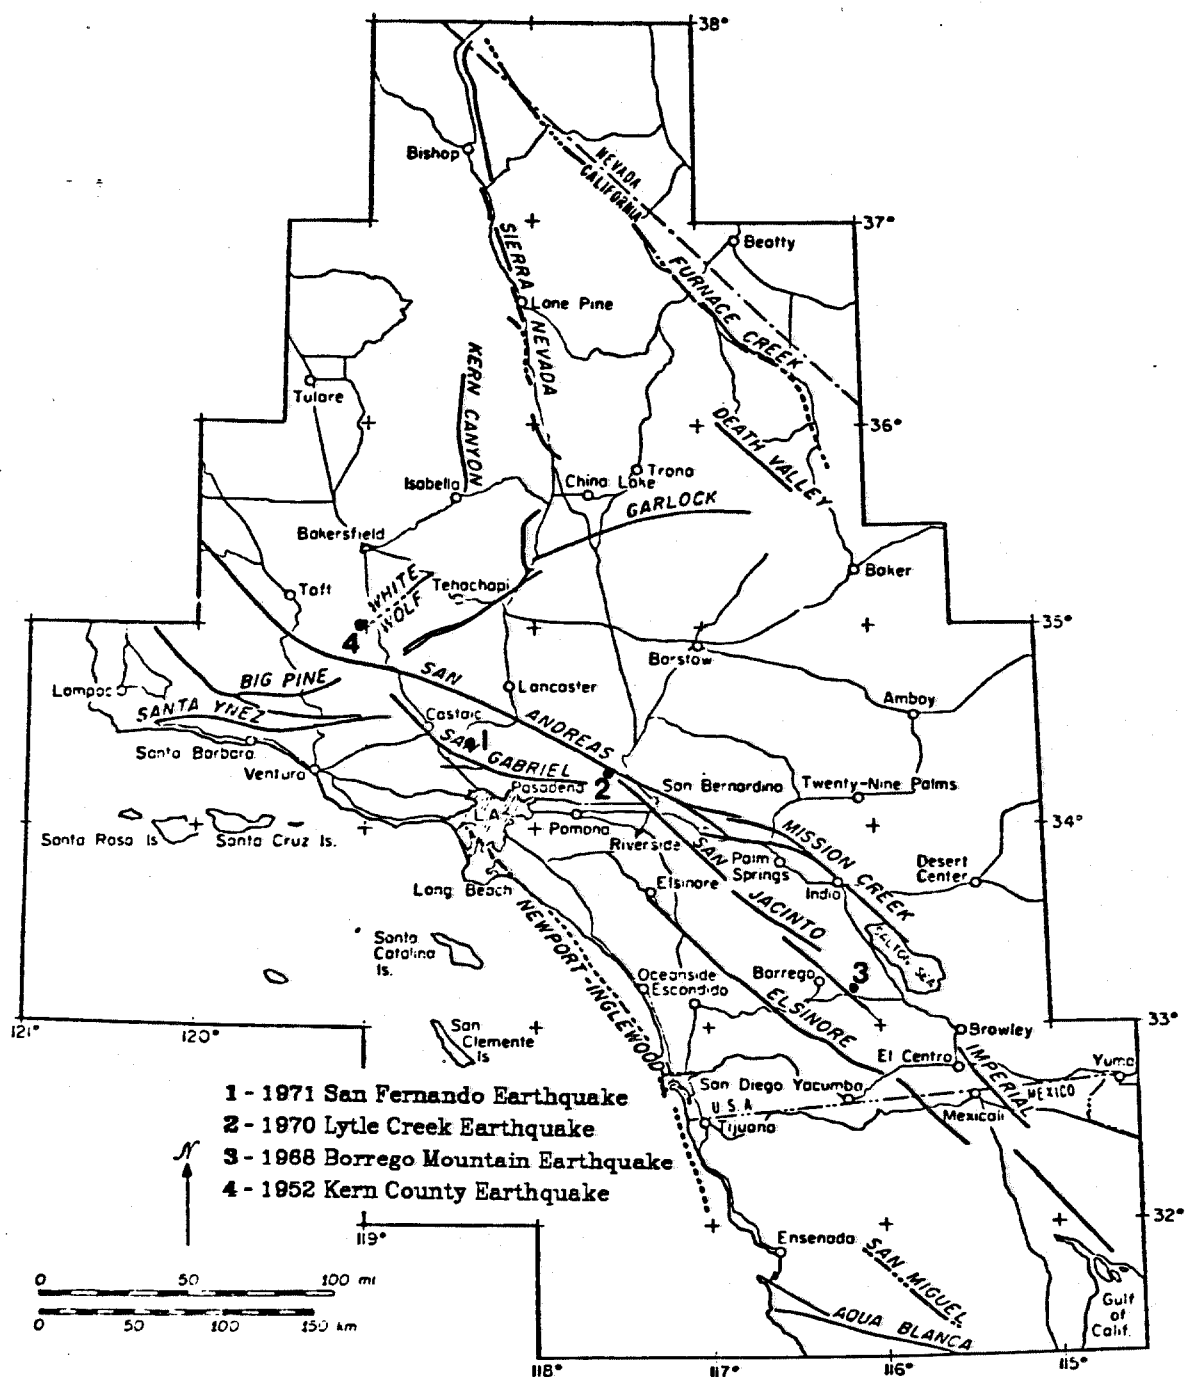 38°
Bishop
NEVADA
CALIFORNIA
37°
Beatty
SIERRA NEVADA
FURNACE CREEK
Lone Pine
KERN CANYON
Tulare
36°
DEATH VALLEY
Isabella
China Lake
Trona
GARLOCK
Bakersfield
Baker
Taft
WHITE WOLF
Tehachapi
4
35°
Barstow
BIG PINE
SAN ANDREAS
Lompoc
Lancaster
Amboy
SANTA YNEZ
Castaic
1
Santa Barbara
SAN GABRIEL
Ventura
2
San Bernardino
Twenty-Nine Palms
Pasadena
L.A.
34°
Santa Rosa Is.
Santa Cruz Is.
Pomona
Riverside
MISSION CREEK
Palm Springs
Desert Center
SAN JACINTO
Long Beach
Elsinore
Indio
NEWPORT-INGLEWOOD
Santa Catalina Is.
SALTON SEA
3
Borrego
Oceanside
Escondido
ELSINORE
121°
120°
33°
San Clemente Is
Brawley
El Centro
IMPERIAL
Yuma
San Diego
Yacumba
MEXICO
U.S.A
Mexicali
Tijuana
1 - 1971 San Fernando Earthquake
2 - 1970 Lytle Creek Earthquake
3 - 1968 Borrego Mountain Earthquake
4 - 1952 Kern County Earthquake
N
32°
119°
Ensenada
SAN MIGUEL
0 50 100 mi
0 50 100 150 km
AQUA BLANCA
Gulf of Calif.
118°
117°
116°
115°